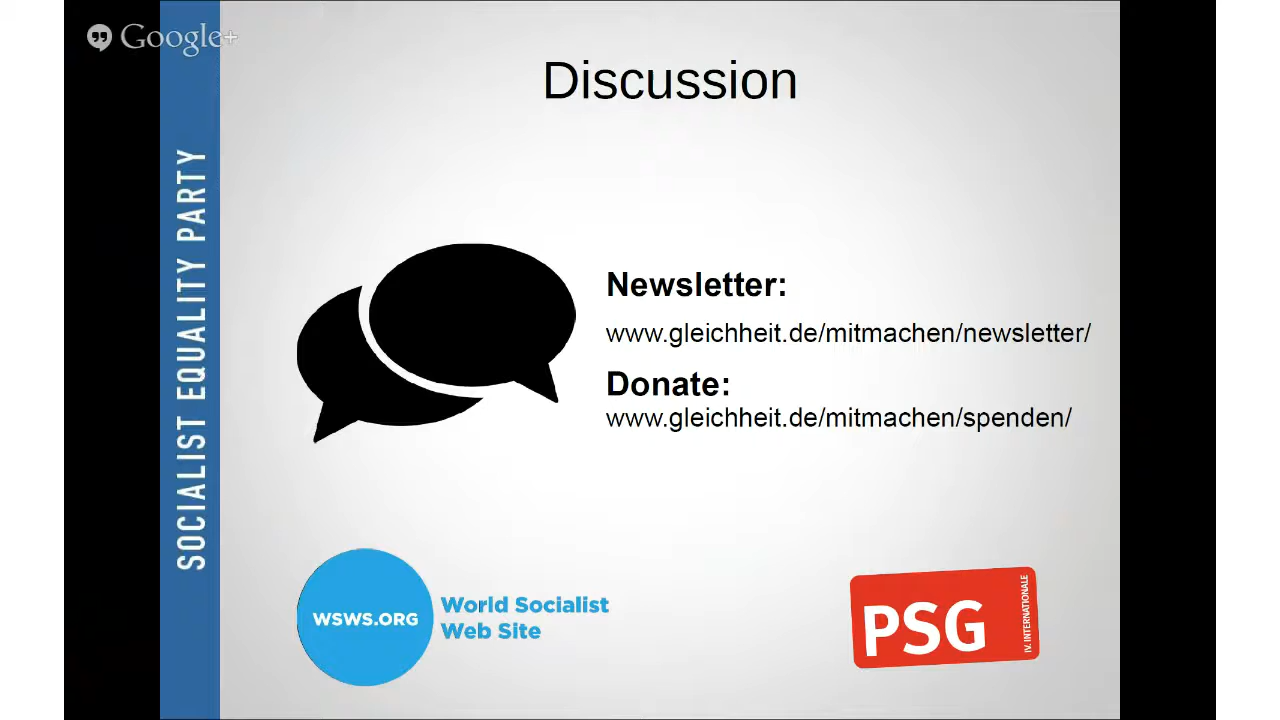 Google+
Discussion
SOCIALIST EQUALITY PARTY
Newsletter:
www.gleichheit.de/mitmachen/newsletter/
Donate:
www.gleichheit.de/mitmachen/spenden/
WSWS.ORG
World Socialist
Web Site
PSG
IV. INTERNATIONALE